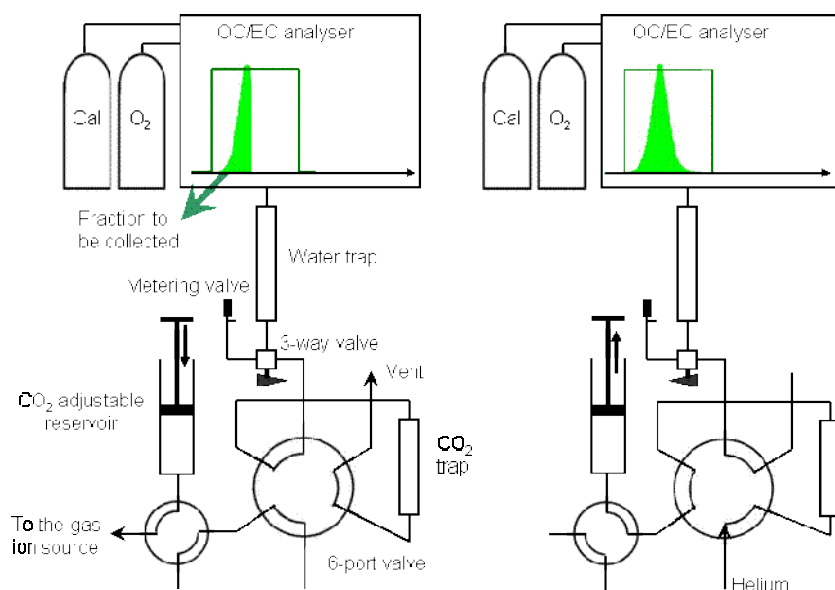 OC/EC analyser
Cal
O₂
Fraction to
be collected
Water trap
Metering valve
3-way valve
Vent
CO₂ adjustable
reservoir
CO₂
trap
To the gas
ion source
6-port valve
OC/EC analyser
Cal
O₂
Helium